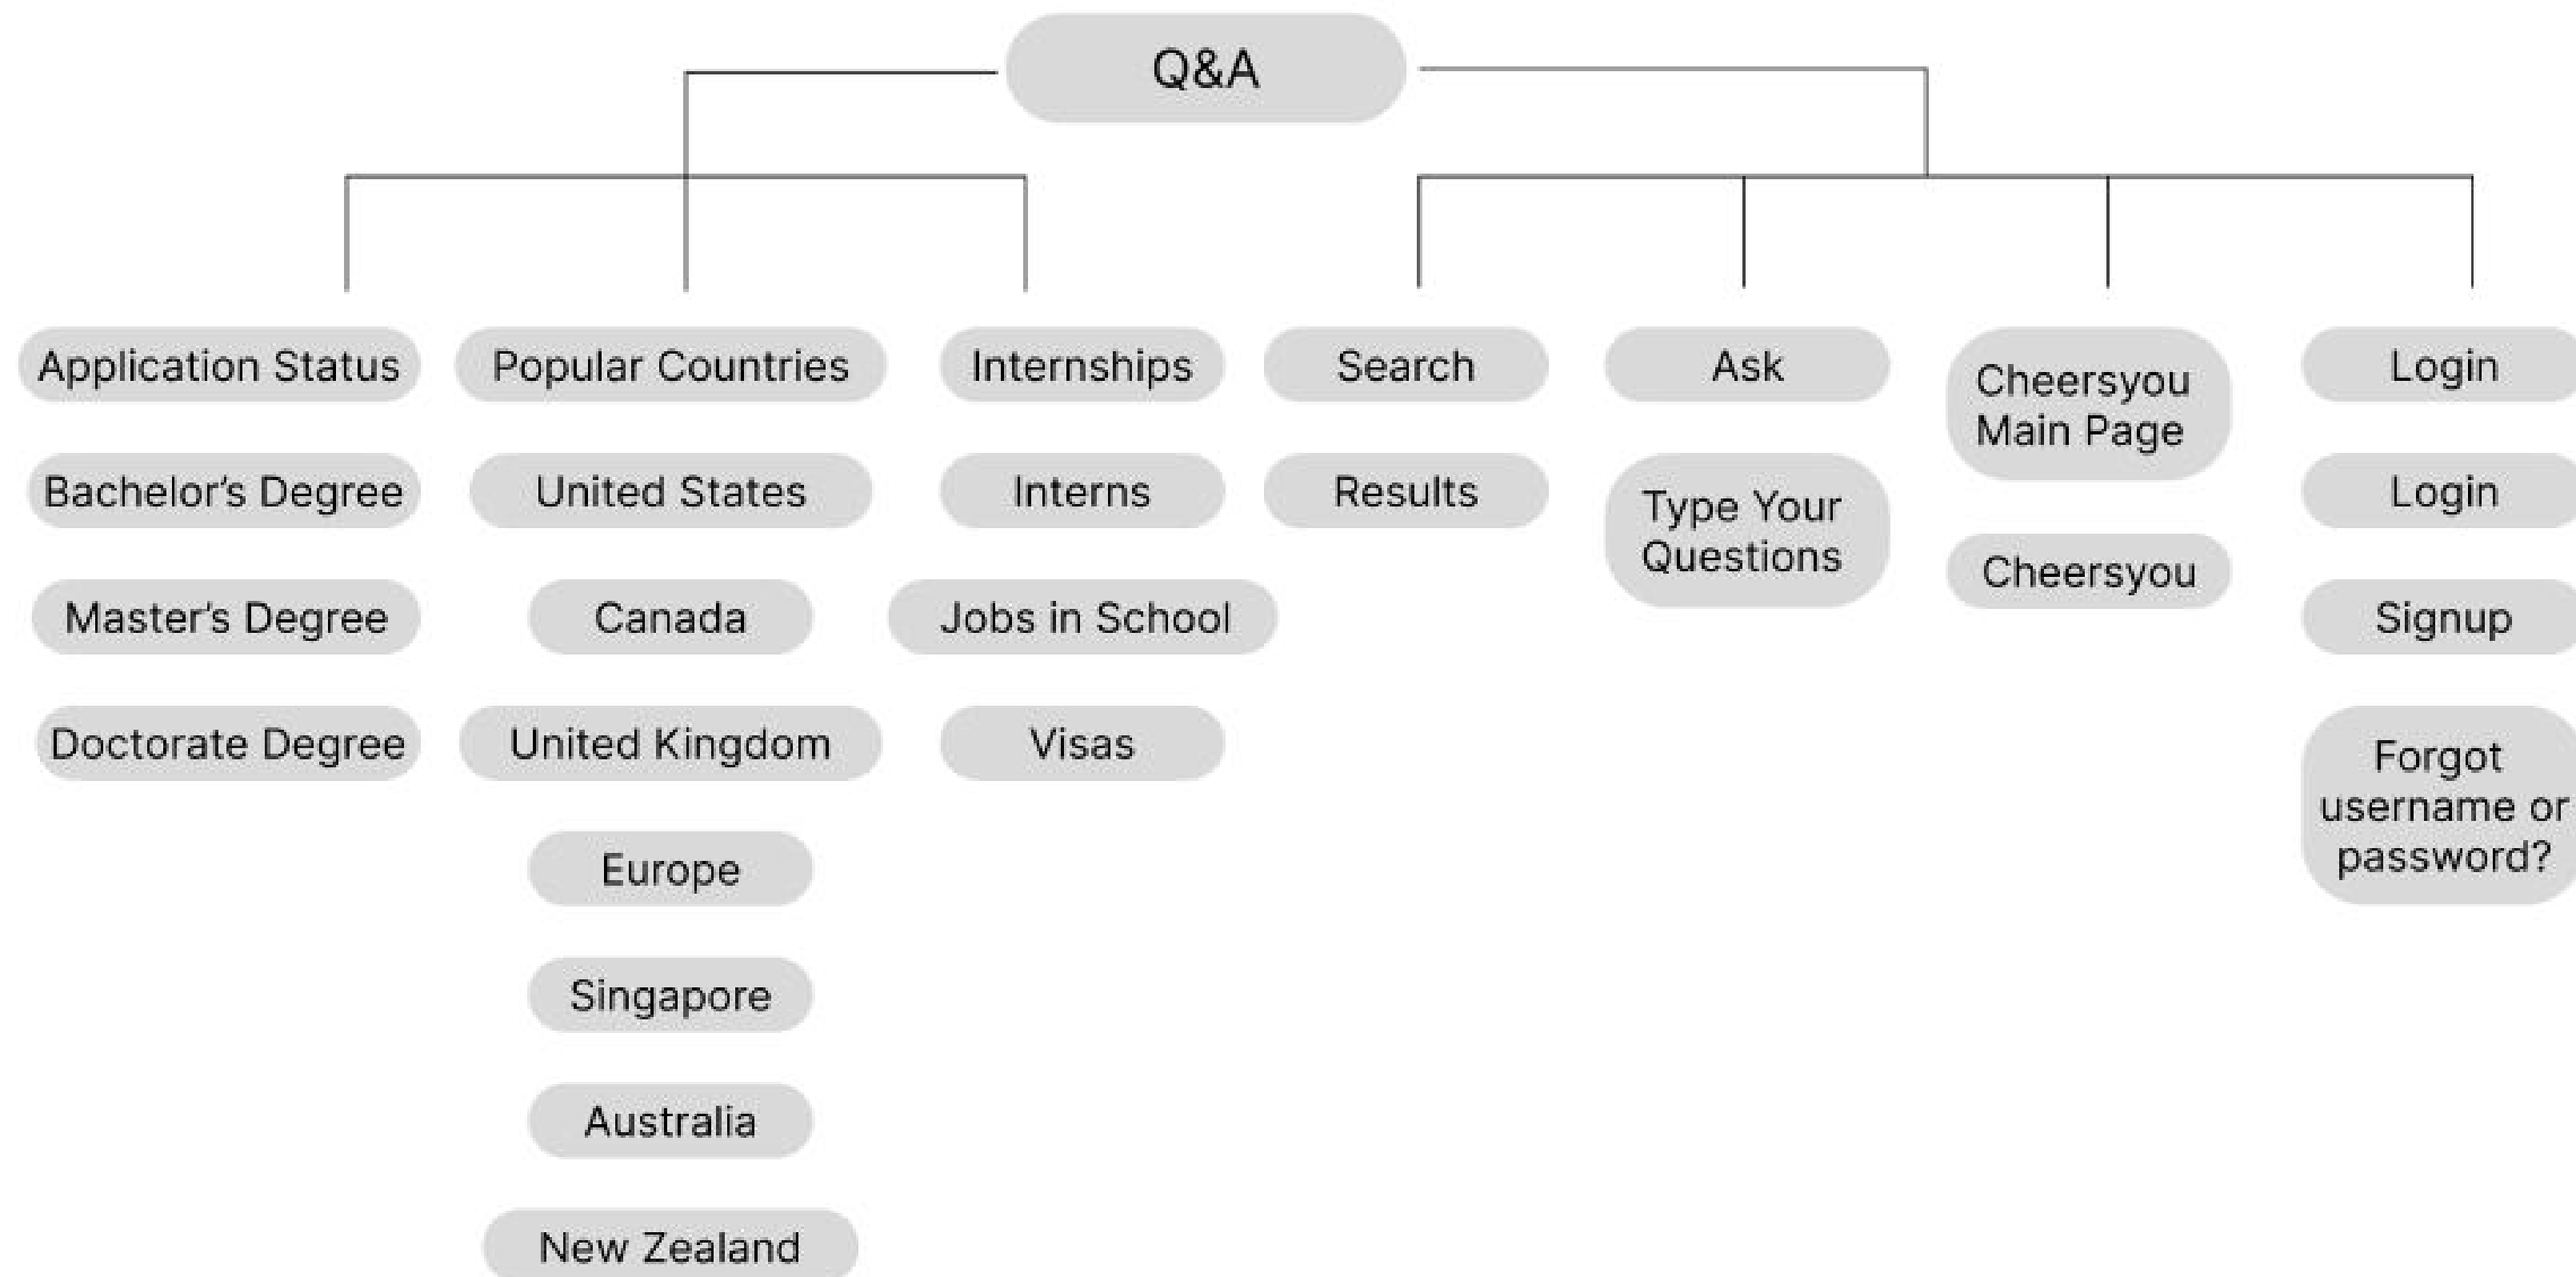 Q&A
Application Status
Popular Countries
Internships
Search
Ask
Cheersyou
Main Page
Login
Bachelor’s Degree
United States
Interns
Results
Type Your
Questions
Cheersyou
Login
Master’s Degree
Canada
Jobs in School
Signup
Doctorate Degree
United Kingdom
Visas
Forgot
username or
password?
Europe
Singapore
Australia
New Zealand